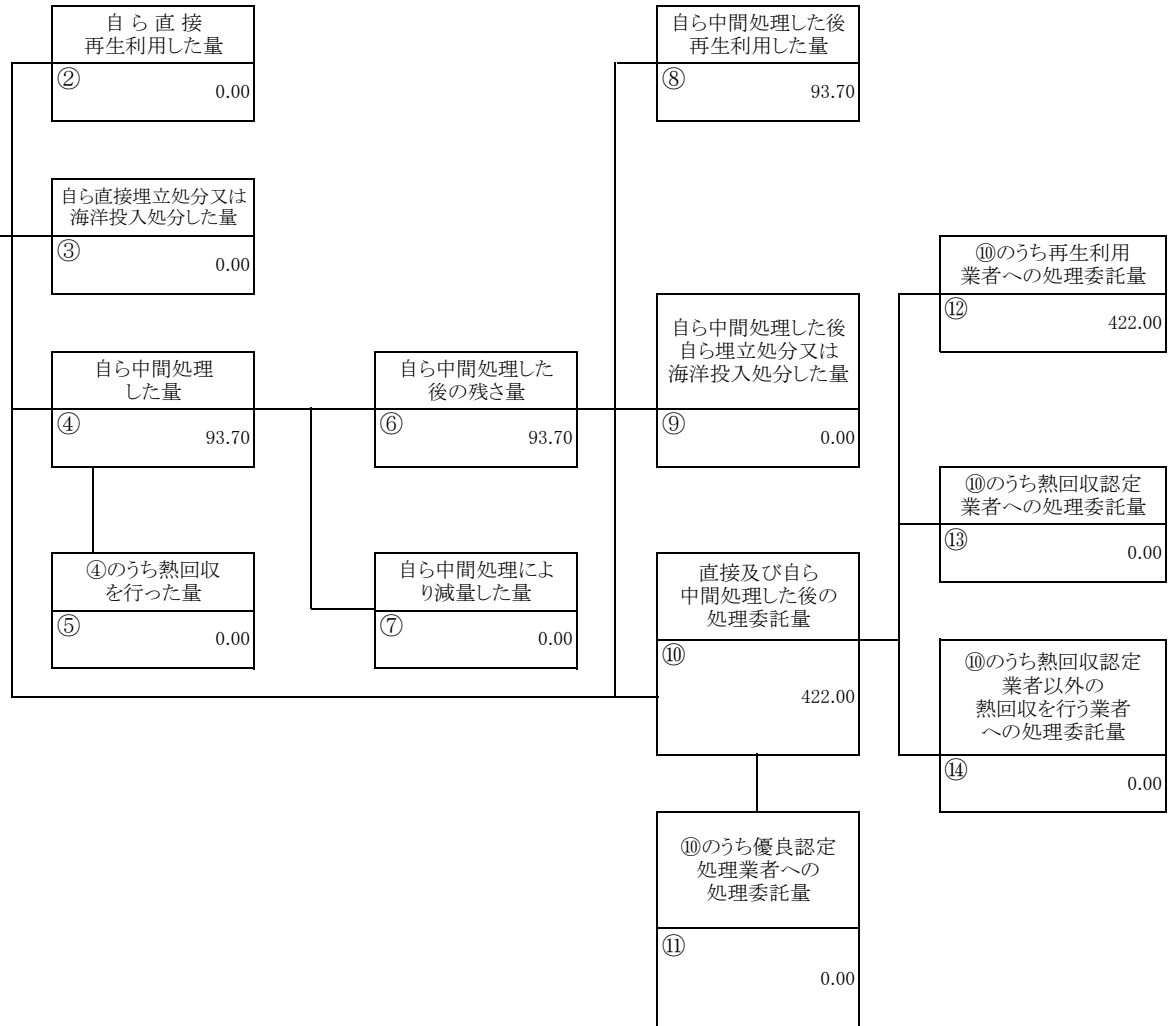 自ら直接
再生利用した量
②
0.00
自ら直接埋立処分又は
海洋投入処分した量
③
0.00
自ら中間処理
した量
④
93.70
④のうち熱回収
を行った量
⑤
0.00
自ら中間処理した
後の残さ量
⑥
93.70
自ら中間処理によ
り減量した量
⑦
0.00
自ら中間処理した後
再生利用した量
⑧
93.70
自ら中間処理した後
自ら埋立処分又は
海洋投入処分した量
⑨
0.00
直接及び自ら
中間処理した後の
処理委託量
⑩
422.00
⑩のうち優良認定
処理業者への
処理委託量
⑪
0.00
⑩のうち再生利用
業者への処理委託量
⑫
422.00
⑩のうち熱回収認定
業者への処理委託量
⑬
0.00
⑩のうち熱回収認定
業者以外の
熱回収を行う業者
への処理委託量
⑭
0.00